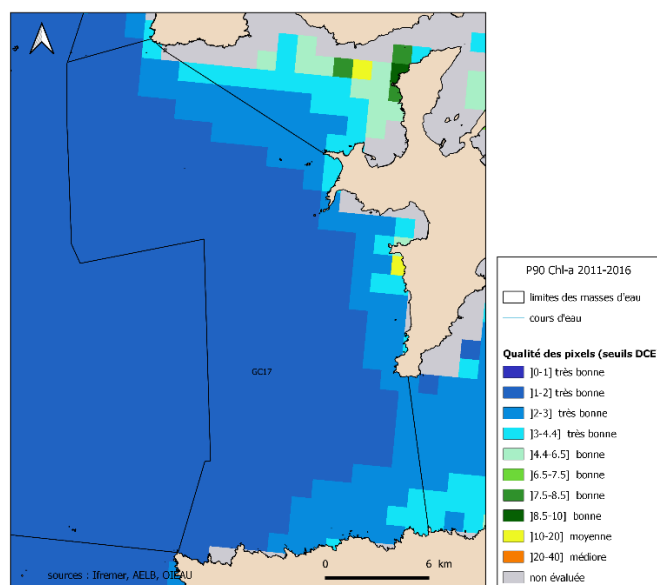 GC17
0 6 km
sources : Ifremer, AELB, OIEAU
P90 Chl-a 2011-2016
limites des masses d'eau
cours d'eau
Qualité des pixels (seuils DCE
]0-1] très bonne
]1-2] très bonne
]2-3] très bonne
]3-4.4] très bonne
]4.4-6.5] bonne
]6.5-7.5] bonne
]7.5-8.5] bonne
]8.5-10] bonne
]10-20] moyenne
]20-40] médiore
non évaluée